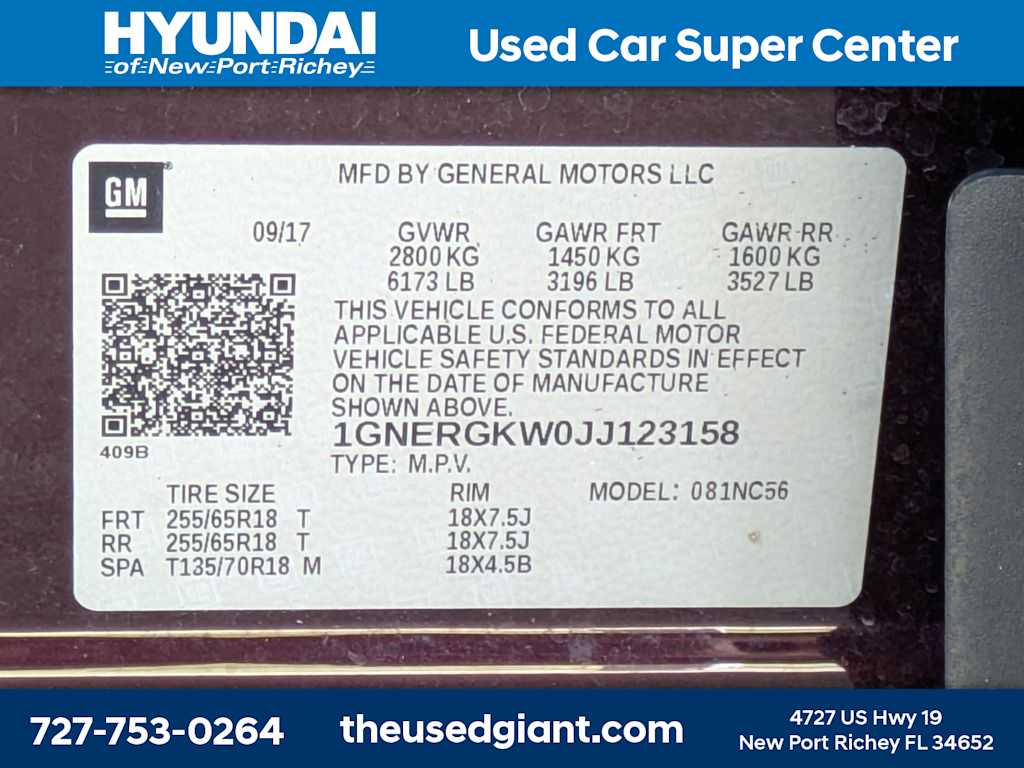 HYUNDAI
of New Port Richey
Used Car Super Center
GM
MFD BY GENERAL MOTORS LLC
09/17 GVWR GAWR FRT GAWR RR
2800 KG 1450 KG 1600 KG
6173 LB 3196 LB 3527 LB
THIS VEHICLE CONFORMS TO ALL
APPLICABLE U.S. FEDERAL MOTOR
VEHICLE SAFETY STANDARDS IN EFFECT
ON THE DATE OF MANUFACTURE
SHOWN ABOVE.
409B
1GNERGKW0JJ123158
TYPE: M.P.V.
TIRE SIZE RIM MODEL: 081NC56
FRT 255/65R18 T 18X7.5J
RR 255/65R18 T 18X7.5J
SPA T135/70R18 M 18X4.5B
727-753-0264
theusedgiant.com
4727 US Hwy 19
New Port Richey FL 34652